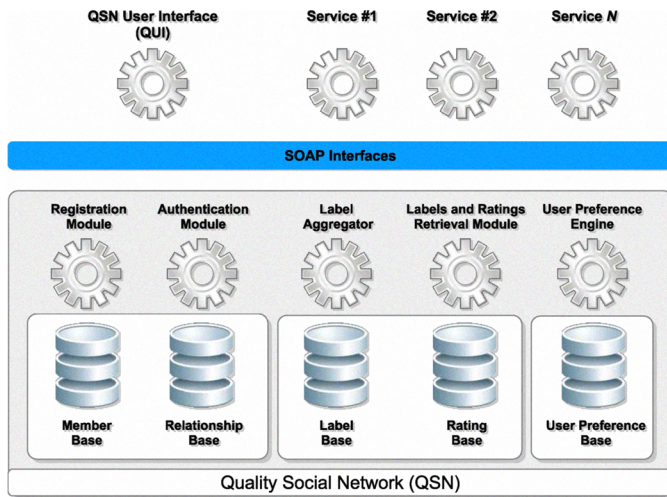 QSN User Interface
(QUI)
Service #1
Service #2
Service N
SOAP Interfaces
Registration
Module
Authentication
Module
Label
Aggregator
Labels and Ratings
Retrieval Module
User Preference
Engine
Member
Base
Relationship
Base
Label
Base
Rating
Base
User Preference
Base
Quality Social Network (QSN)